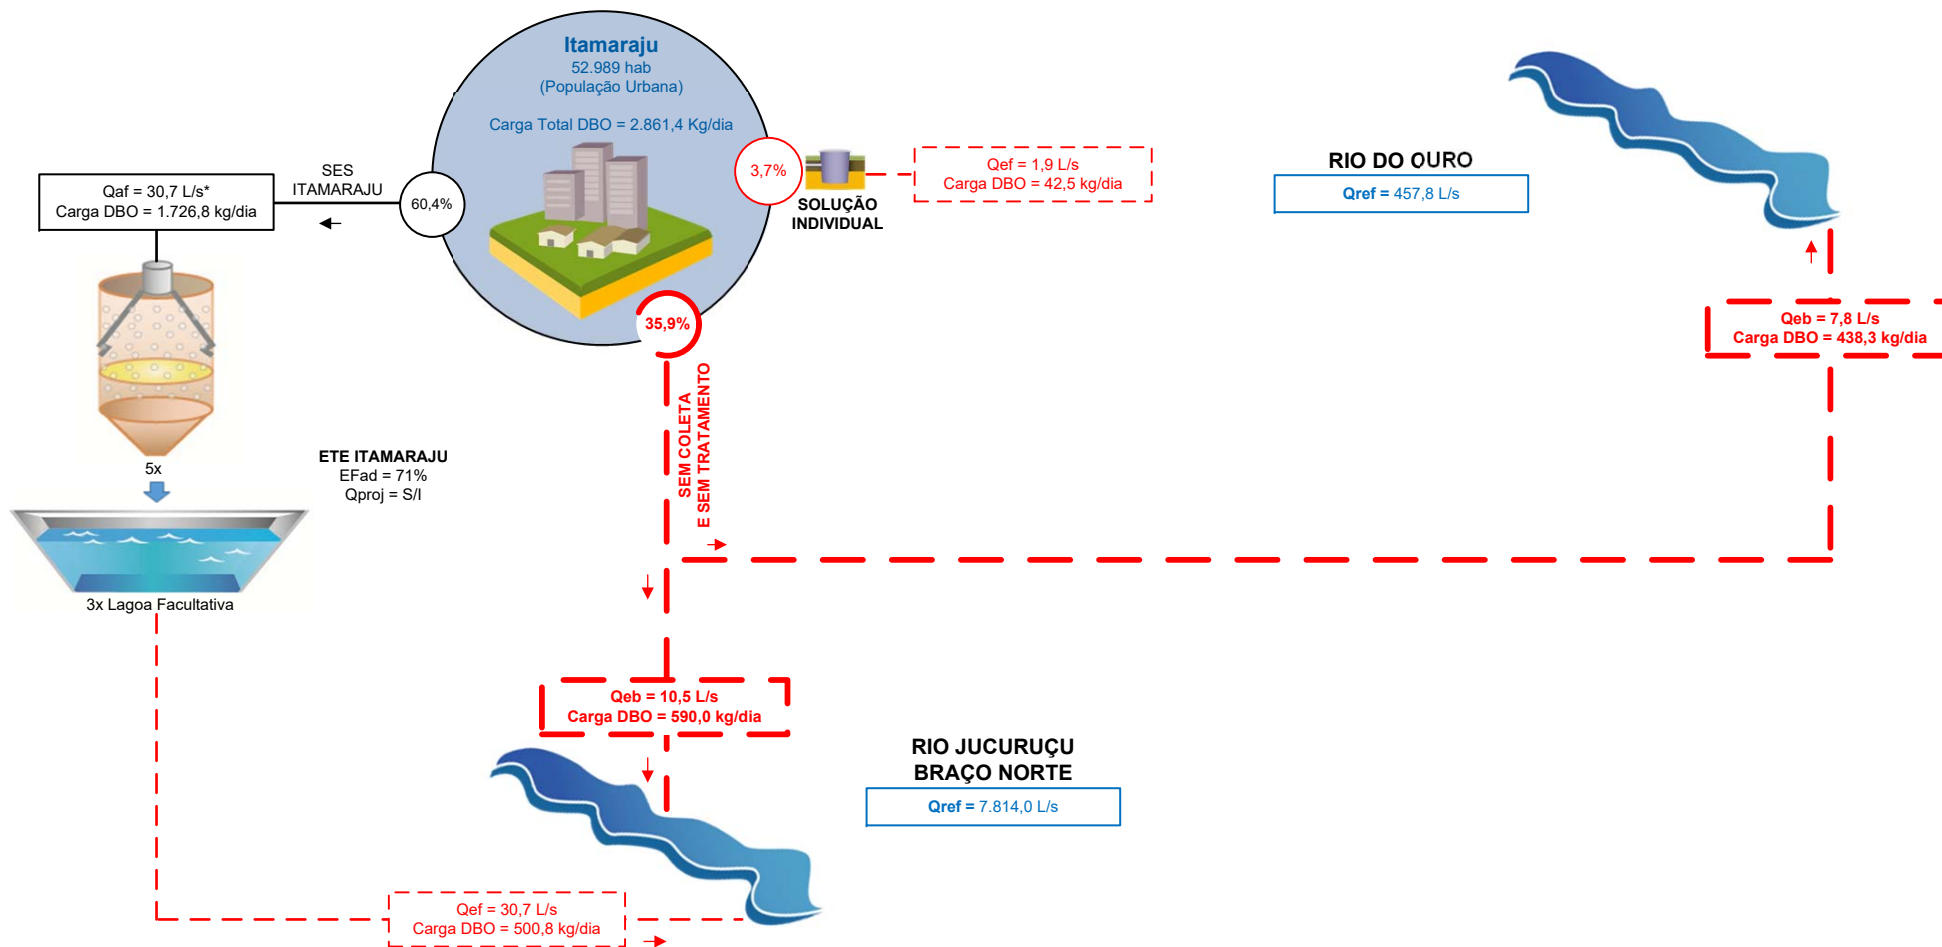 Itamaraju
52.989 hab
(População Urbana)
Carga Total DBO = 2.861,4 Kg/dia
60,4%
3,7%
35,9%
SES
ITAMARAJU
Qaf = 30,7 L/s*
Carga DBO = 1.726,8 kg/dia
SOLUÇÃO
INDIVIDUAL
Qef = 1,9 L/s
Carga DBO = 42,5 kg/dia
RIO DO OURO
Qref = 457,8 L/s
Qeb = 7,8 L/s
Carga DBO = 438,3 kg/dia
SEM COLETA
E SEM TRATAMENTO
5x
ETE ITAMARAJU
EFad = 71%
Qproj = S/I
3x Lagoa Facultativa
Qeb = 10,5 L/s
Carga DBO = 590,0 kg/dia
RIO JUCURUÇU
BRAÇO NORTE
Qref = 7.814,0 L/s
Qef = 30,7 L/s
Carga DBO = 500,8 kg/dia